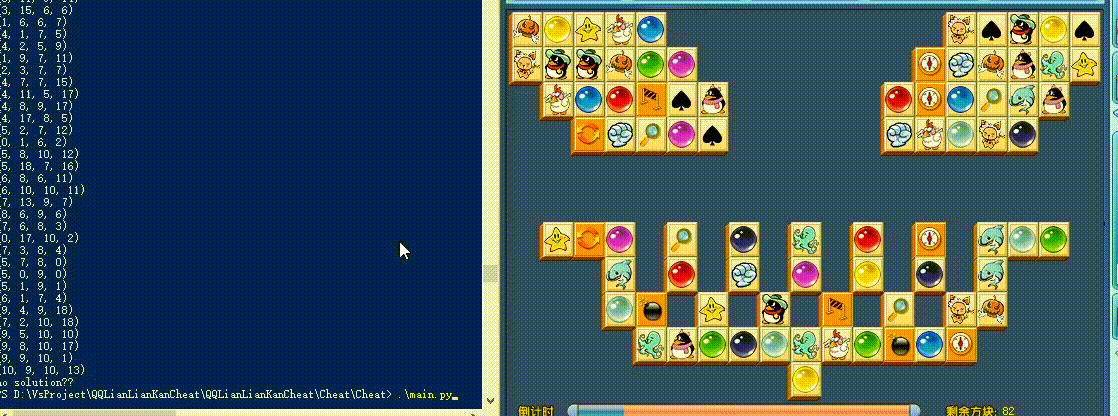 3, 15, 6, 6)
1, 6, 6, 7)
4, 1, 7, 5)
4, 2, 5, 9)
1, 9, 7, 11)
2, 3, 7, 7)
4, 7, 7, 15)
4, 11, 5, 17)
4, 8, 9, 17)
4, 17, 8, 5)
5, 2, 7, 12)
0, 1, 6, 2)
5, 8, 10, 12)
5, 18, 7, 16)
6, 8, 6, 11)
6, 10, 10, 11)
7, 13, 9, 7)
8, 6, 9, 6)
7, 6, 8, 3)
0, 17, 10, 2)
7, 3, 8, 4)
5, 7, 8, 0)
5, 0, 9, 0)
5, 1, 9, 1)
6, 1, 7, 4)
9, 4, 9, 18)
7, 2, 10, 18)
9, 5, 10, 10)
9, 8, 10, 17)
9, 9, 10, 1)
(10, 9, 10, 13)
no solution??
PS D:\VsProject\QQLianLianKanCheat\QQLianLianKanCheat\Cheat\Cheat> .\main.py
倒计时
剩余方块: 82